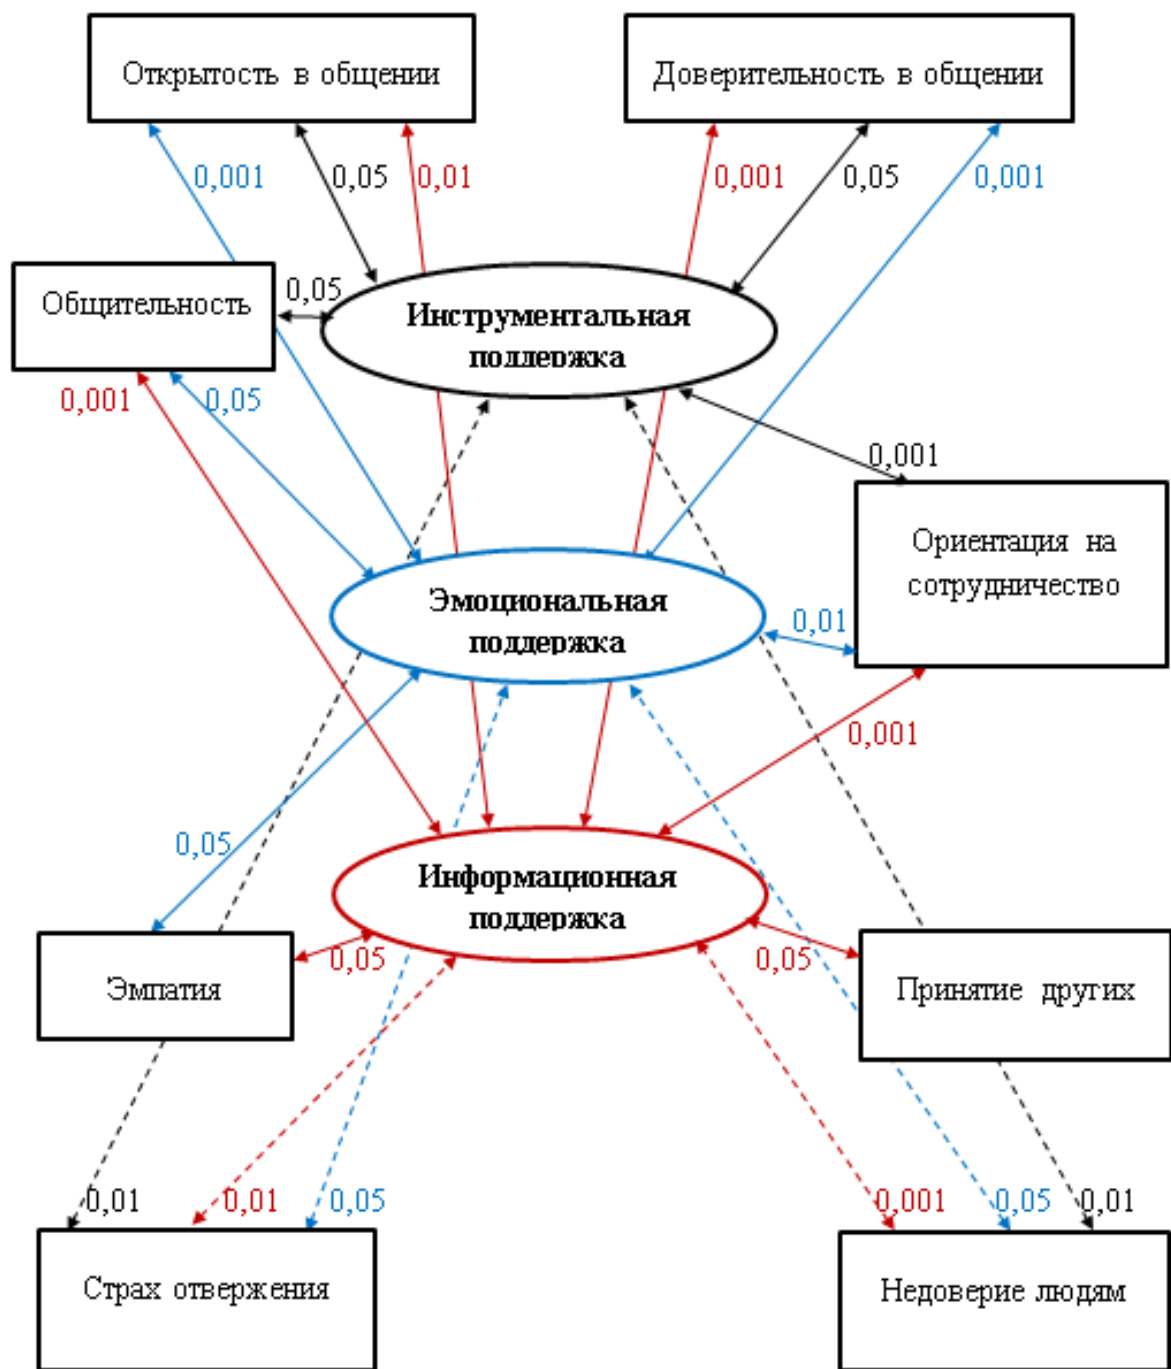 Открытость в общении
Доверительность в общении
0,001
0,05
0,01
0,001
0,05
0,001
Общительность
0,05
Инструментальная
поддержка
0,001
0,05
0,001
Ориентация на
сотрудничество
Эмоциональная
поддержка
0,01
0,001
0,05
Информационная
поддержка
Эмпатия
0,05
0,05
Принятие других
0,01
0,01
0,05
0,001
0,05
0,01
Страх отвержения
Недоверие людям